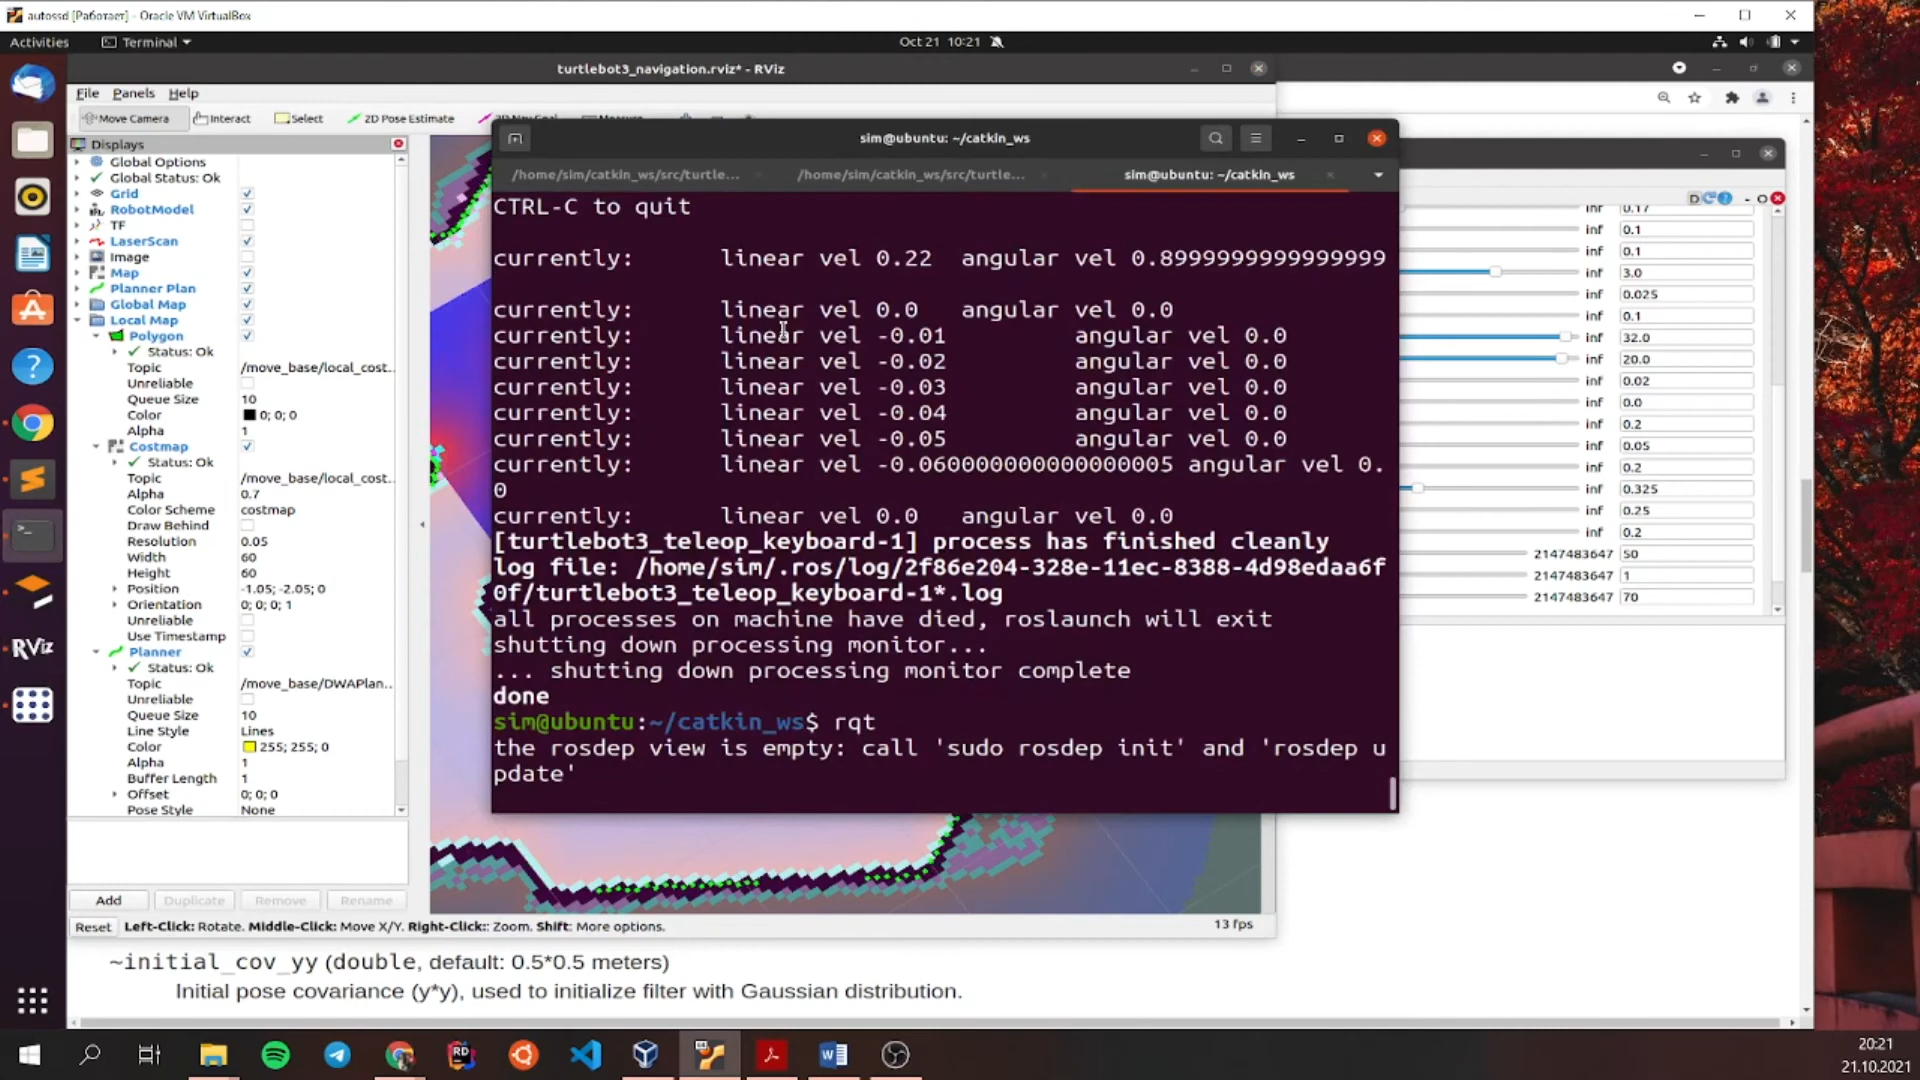 autossd [Работает] - Oracle VM VirtualBox
Activities
Terminal
Oct 21 10:21
turtlebot3_navigation.rviz* - RViz
File Panels Help
Move Camera
Interact
Select
2D Pose Estimate
Displays
Global Options
Global Status: Ok
Grid
RobotModel
TF
LaserScan
Image
Map
Planner Plan
Global Map
Local Map
Polygon
Status: Ok
Topic /move_base/local_cost..
Unreliable
Queue Size 10
Color 0; 0; 0
Alpha 1
Costmap
Status: Ok
Topic /move_base/local_cost..
Alpha 0.7
Color Scheme costmap
Draw Behind
Resolution 0.05
Width 60
Height 60
Position -1.05; -2.05; 0
Orientation 0; 0; 0; 1
Unreliable
Use Timestamp
Planner
Status: Ok
Topic /move_base/DWAPlan..
Unreliable
Queue Size 10
Line Style Lines
Color 255; 255; 0
Alpha 1
Buffer Length 1
Offset 0; 0; 0
Pose Style None
Add Duplicate Remove Rename
Reset Left-Click: Rotate. Middle-Click: Move X/Y. Right-Click:: Zoom. Shift: More options.
13 fps
sim@ubuntu: ~/catkin_ws
/home/sim/catkin_ws/src/turtle...
/home/sim/catkin_ws/src/turtle...
sim@ubuntu: ~/catkin_ws
CTRL-C to quit
currently: linear vel 0.22 angular vel 0.8999999999999999
currently: linear vel 0.0 angular vel 0.0
currently: linear vel -0.01 angular vel 0.0
currently: linear vel -0.02 angular vel 0.0
currently: linear vel -0.03 angular vel 0.0
currently: linear vel -0.04 angular vel 0.0
currently: linear vel -0.05 angular vel 0.0
currently: linear vel -0.060000000000000005 angular vel 0.
0
currently: linear vel 0.0 angular vel 0.0
[turtlebot3_teleop_keyboard-1] process has finished cleanly
log file: /home/sim/.ros/log/2f86e204-328e-11ec-8388-4d98edaa6f
0f/turtlebot3_teleop_keyboard-1*.log
all processes on machine have died, roslaunch will exit
shutting down processing monitor...
... shutting down processing monitor complete
done
sim@ubuntu:~/catkin_ws$ rqt
the rosdep view is empty: call 'sudo rosdep init' and 'rosdep u
pdate'
inf 0.17
inf 0.1
inf 0.1
inf 3.0
inf 0.025
inf 0.1
inf 32.0
inf 20.0
inf 0.02
inf 0.0
inf 0.2
inf 0.05
inf 0.2
inf 0.325
inf 0.25
inf 0.2
2147483647 50
2147483647 1
2147483647 70
~initial_cov_yy (double, default: 0.5*0.5 meters)
Initial pose covariance (y*y), used to initialize filter with Gaussian distribution.
RViz
20:21
21.10.2021